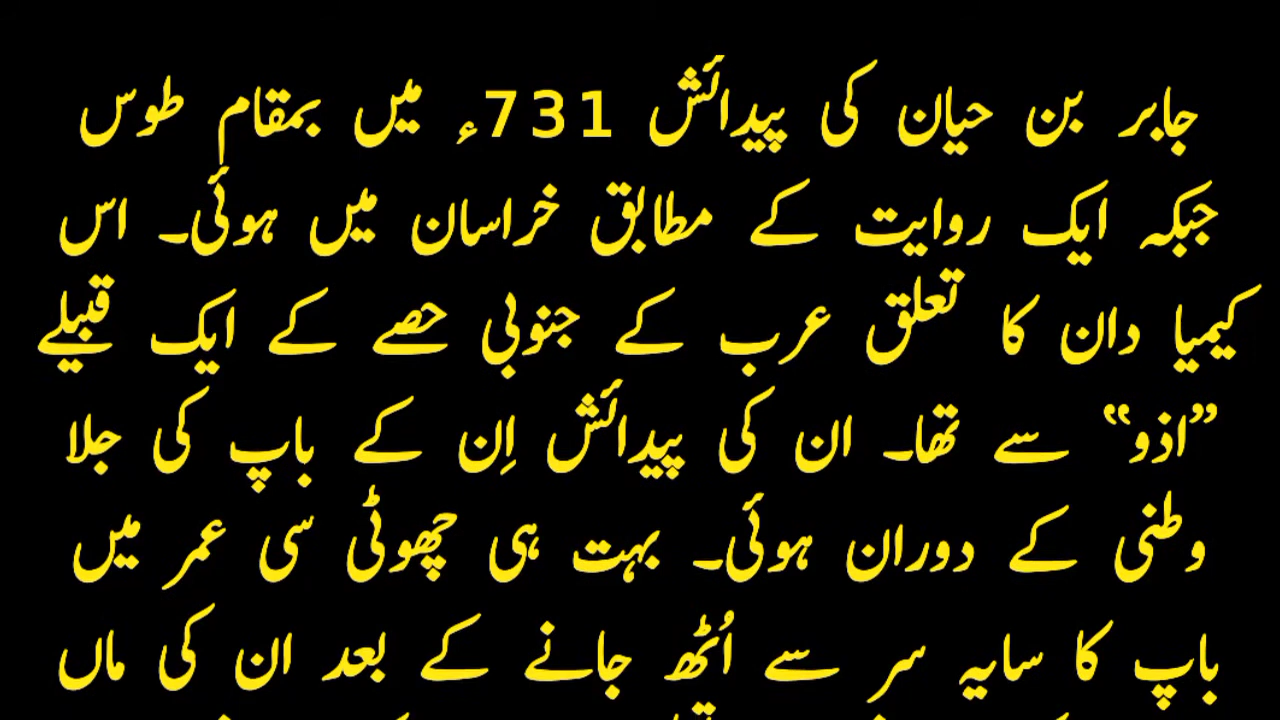 جابر بن حیان کی پیدائش 731ء میں بمقام طوس
جبکہ ایک روایت کے مطابق خراسان میں ہوئی۔ اس
کیمیا دان کا تعلق عرب کے جنوبی حصے کے ایک قبیلے
”اذو“ سے تھا۔ ان کی پیدائش اِن کے باپ کی جلا
وطنی کے دوران ہوئی۔ بہت ہی چھوٹی سی عمر میں
باپ کا سایہ سر سے اُٹھ جانے کے بعد ان کی ماں